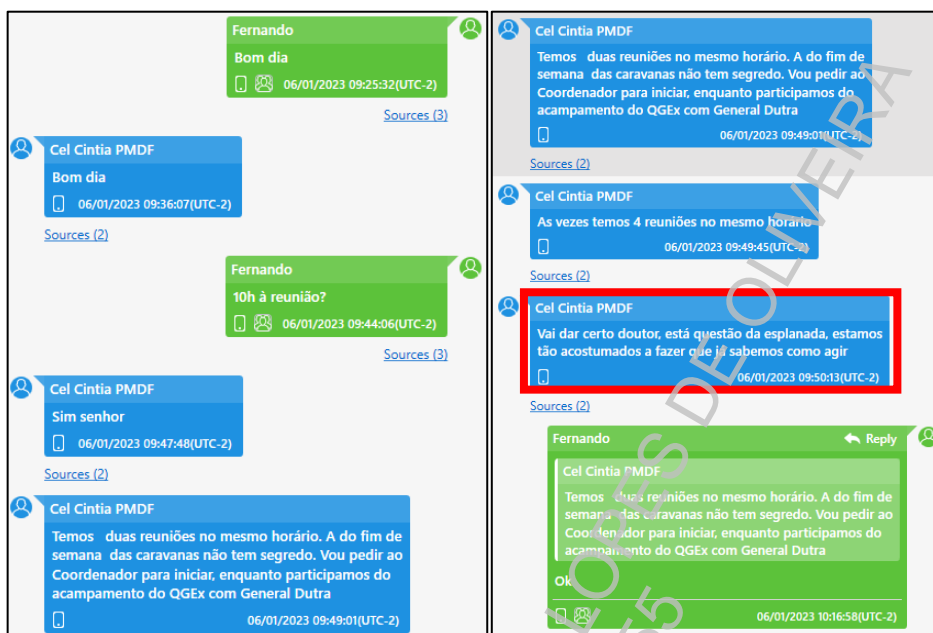 Fernando
Bom dia
06/01/2023 09:25:32(UTC-2)
Sources (3)
Cel Cintia PMDF
Bom dia
06/01/2023 09:36:07(UTC-2)
Sources (2)
Fernando
10h à reunião?
06/01/2023 09:44:06(UTC-2)
Sources (3)
Cel Cintia PMDF
Sim senhor
06/01/2023 09:47:48(UTC-2)
Sources (2)
Cel Cintia PMDF
Temos duas reuniões no mesmo horário. A do fim de
semana das caravanas não tem segredo. Vou pedir ao
Coordenador para iniciar, enquanto participamos do
acampamento do QGEx com General Dutra
06/01/2023 09:49:01(UTC-2)
Cel Cintia PMDF
Temos duas reuniões no mesmo horário. A do fim de
semana das caravanas não tem segredo. Vou pedir ao
Coordenador para iniciar, enquanto participamos do
acampamento do QGEx com General Dutra
06/01/2023 09:49:01(UTC-2)
Sources (2)
Cel Cintia PMDF
As vezes temos 4 reuniões no mesmo horário
06/01/2023 09:49:45(UTC-2)
Sources (2)
Cel Cintia PMDF
Vai dar certo doutor, está questão da esplanada, estamos
tão acostumados a fazer que já sabemos como agir
06/01/2023 09:50:13(UTC-2)
Sources (2)
Fernando
Reply
Cel Cintia PMDF
Temos duas reuniões no mesmo horário. A do fim de
semana das caravanas não tem segredo. Vou pedir ao
Coordenador para iniciar, enquanto participamos do
acampamento do QGEx com General Dutra
Ok
06/01/2023 10:16:58(UTC-2)
LOPES DE OLIVEIRA
55